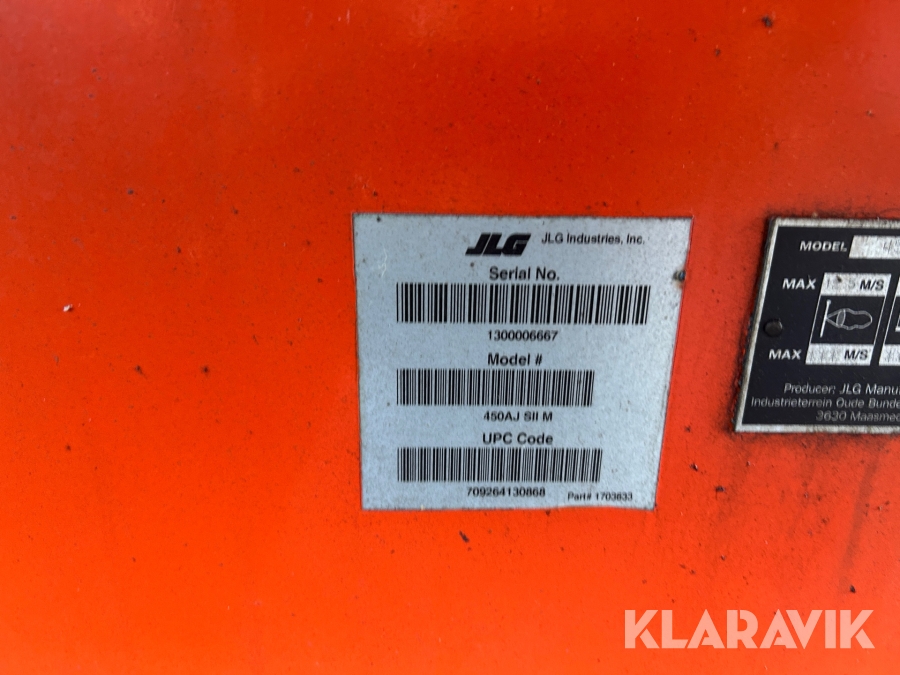 JLG JLG Industries, Inc.
Serial No.
1300006667
Model #
450AJ SII M
UPC Code
709264130868 Part# 1703633
MODEL
MAX M/S
MAX M/S
Producer: JLG Manu
Industrieterrein Oude Bunde
3630 Maasmec
KLARAVIK